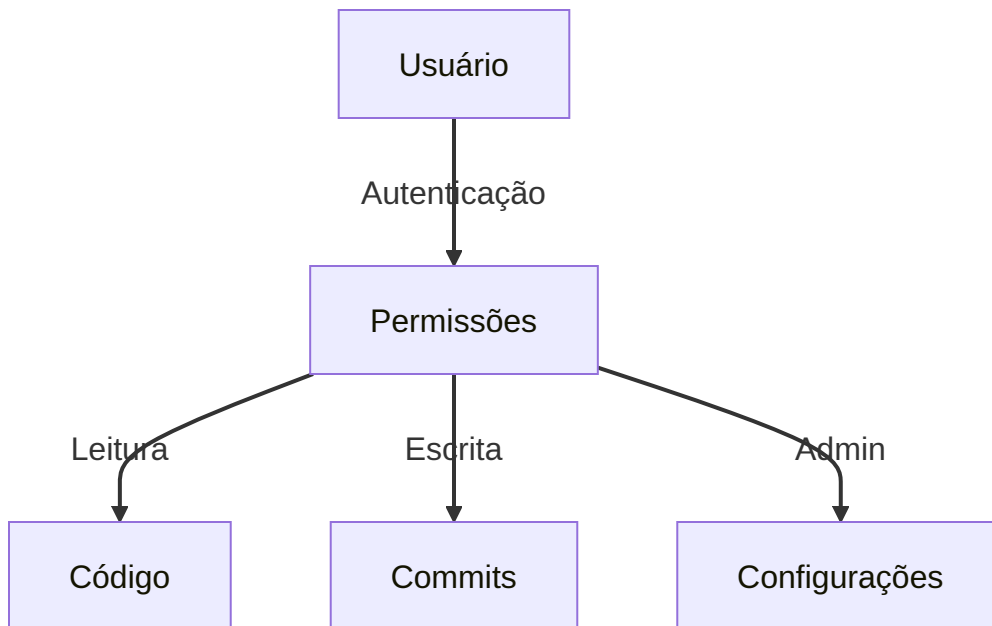 Usuário
Autenticação
Permissões
Leitura
Escrita
Admin
Código
Commits
Configurações